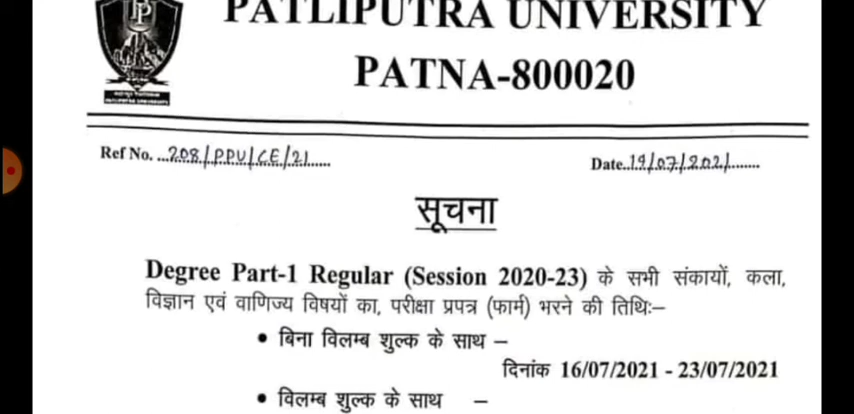 PATLIPUTRA UNIVERSITY
PATNA-800020
Ref No. ...208/PPU/CE/21......
Date..19/07/2021........
सूचना
Degree Part-1 Regular (Session 2020-23) के सभी संकायों, कला,
विज्ञान एवं वाणिज्य विषयों का, परीक्षा प्रपत्र (फार्म) भरने की तिथिः–
• बिना विलम्ब शुल्क के साथ –
दिनांक 16/07/2021 - 23/07/2021
• विलम्ब शुल्क के साथ –